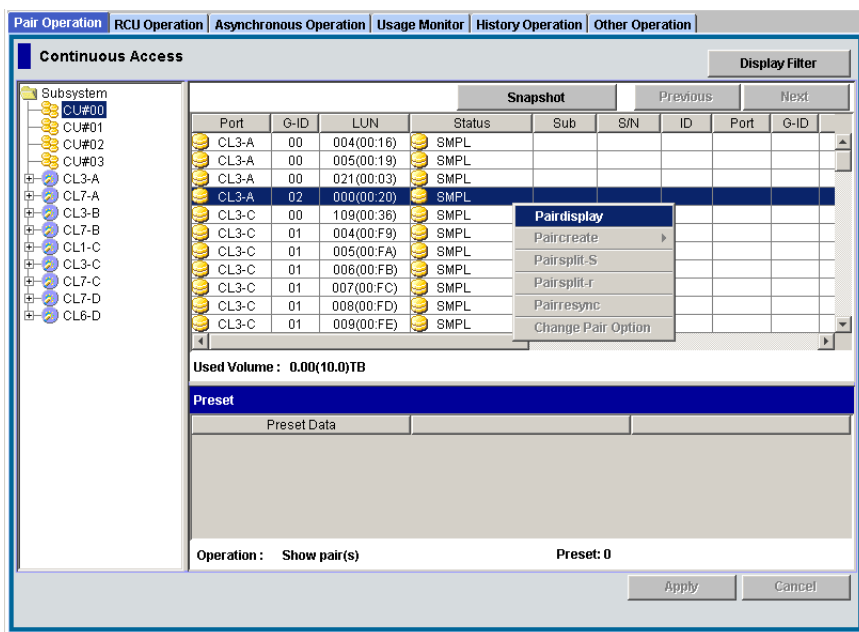 Pair Operation RCU Operation Asynchronous Operation Usage Monitor History Operation Other Operation
Continuous Access
Display Filter
Subsystem
CU#00
CU#01
CU#02
CU#03
CL3-A
CL7-A
CL3-B
CL7-B
CL1-C
CL3-C
CL7-C
CL7-D
CL6-D
Snapshot Previous Next
Port G-ID LUN Status Sub S/N ID Port G-ID
CL3-A 00 004(00:16) SMPL
CL3-A 00 005(00:19) SMPL
CL3-A 00 021(00:03) SMPL
CL3-A 02 000(00:20) SMPL
CL3-C 00 109(00:36) SMPL
CL3-C 01 004(00:F9) SMPL
CL3-C 01 005(00:FA) SMPL
CL3-C 01 006(00:FB) SMPL
CL3-C 01 007(00:FC) SMPL
CL3-C 01 008(00:FD) SMPL
CL3-C 01 009(00:FE) SMPL
Pairdisplay
Paircreate
Pairsplit-S
Pairsplit-r
Pairresync
Change Pair Option
Used Volume : 0.00(10.0)TB
Preset
Preset Data
Operation : Show pair(s) Preset: 0
Apply Cancel